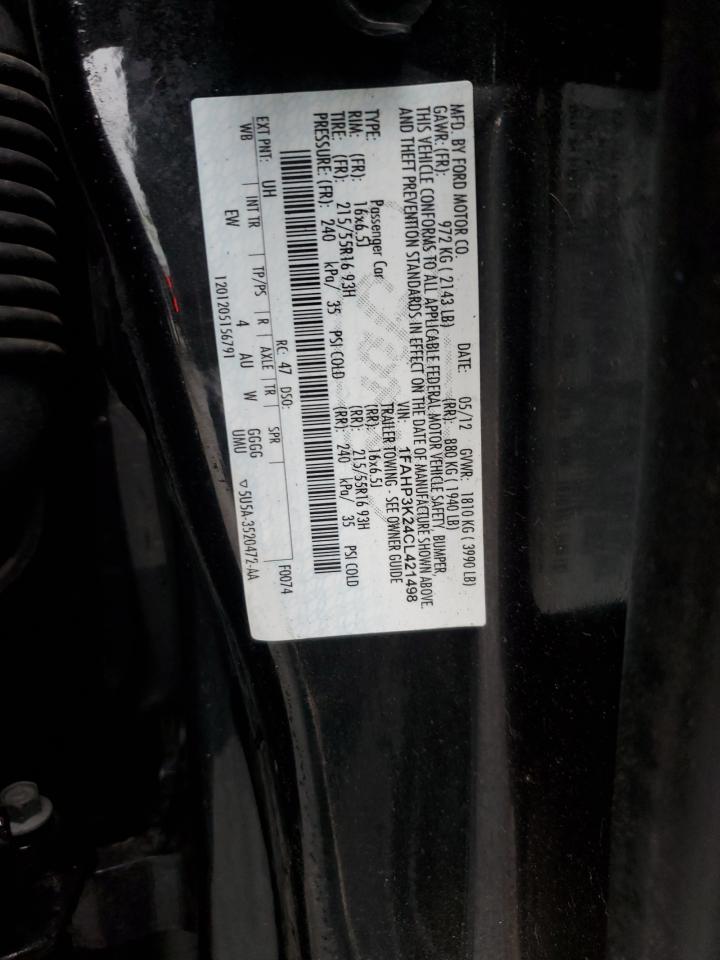 MFD. BY FORD MOTOR CO. DATE: 05/12 GVWR: 1810 KG ( 3990 LB)
GAWR: (FR): 972 KG ( 2143 LB) (RR): 880 KG ( 1940 LB)
THIS VEHICLE CONFORMS TO ALL APPLICABLE FEDERAL MOTOR VEHICLE SAFETY, BUMPER,
AND THEFT PREVENTION STANDARDS IN EFFECT ON THE DATE OF MANUFACTURE SHOWN ABOVE.
VIN: 1FAHP3K24CL421498
TYPE: Passenger Car TRAILER TOWING - SEE OWNER GUIDE
RIM: (FR): 16x6.5J (RR): 16x6.5J
TIRE: (FR): 215/55R16 93H (RR): 215/55R16 93H
PRESSURE: (FR): 240 kPa/ 35 PSI COLD (RR): 240 kPa/ 35 PSI COLD
F0074
EXT PNT: UH RC: 47 DSO:
WB INT TR TP/PS R AXLE TR SPR
EW 4 AU W GGGG UMU
1201205156791 ▽5U5A-3520472-AA